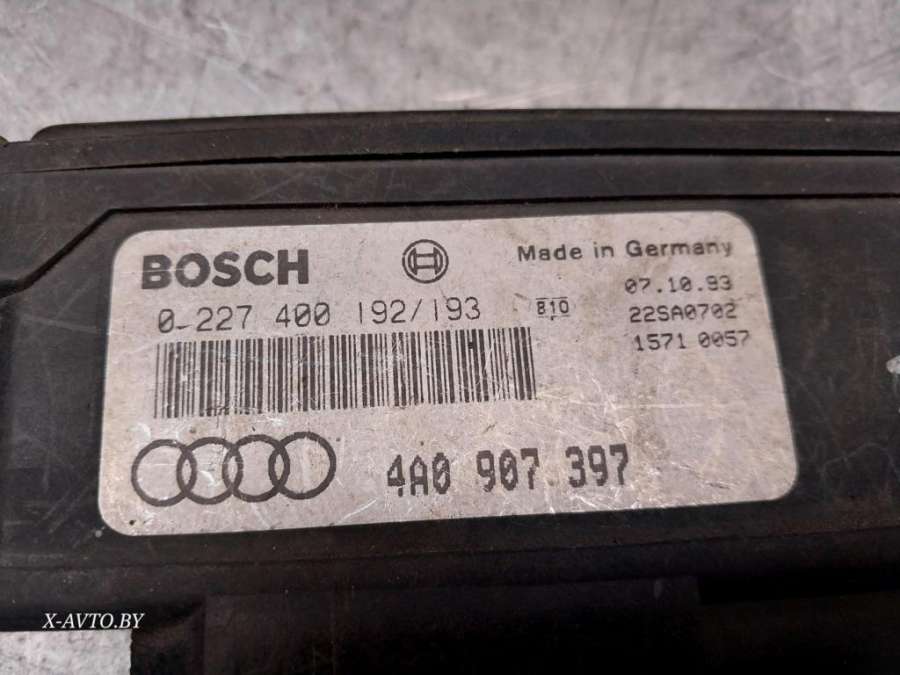 BOSCH
Made in Germany
07.10.93
0 227 400 192/193
810
22SA0702
1571 0057
4A0 907 397
X-AVTO.BY